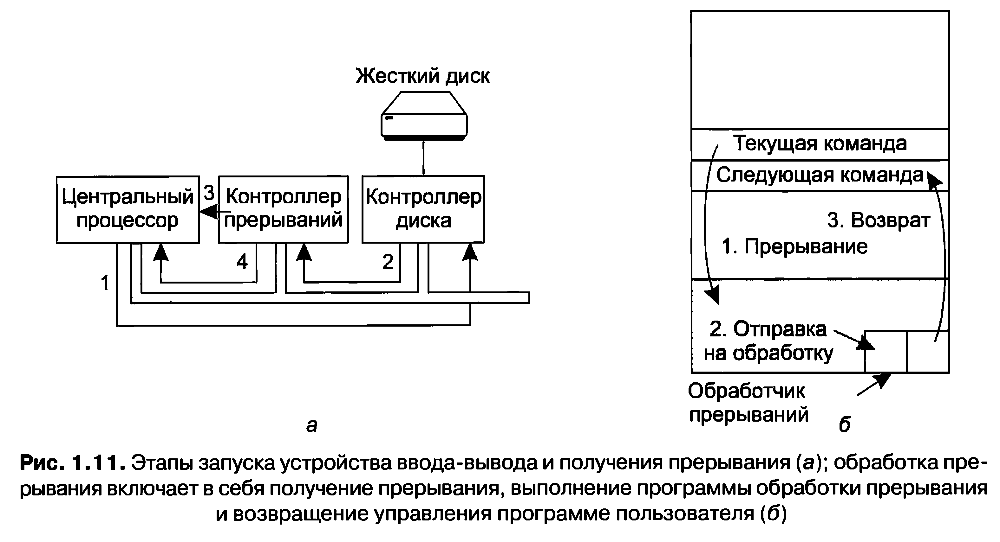 Жесткий диск
Центральный
процессор
3
Контроллер
прерываний
Контроллер
диска
1
4
2
а
Текущая команда
Следующая команда
3. Возврат
1. Прерывание
2. Отправка
на обработку
Обработчик
прерываний
б
Рис. 1.11. Этапы запуска устройства ввода-вывода и получения прерывания (а); обработка пре-
рывания включает в себя получение прерывания, выполнение программы обработки прерывания
и возвращение управления программе пользователя (б)